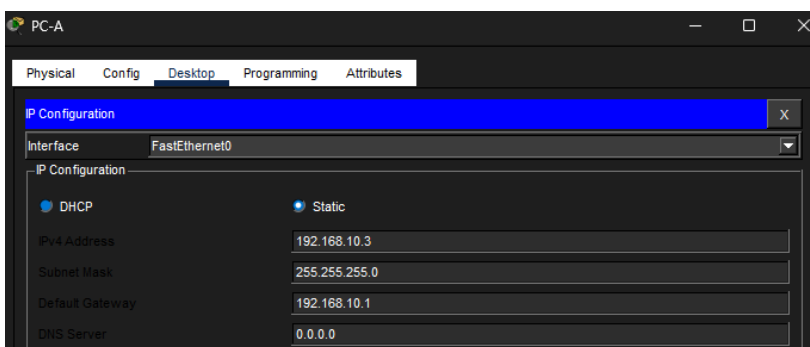 PC-A
Physical Config Desktop Programming Attributes
IP Configuration X
Interface FastEthernet0
IP Configuration
DHCP Static
IPv4 Address 192.168.10.3
Subnet Mask 255.255.255.0
Default Gateway 192.168.10.1
DNS Server 0.0.0.0